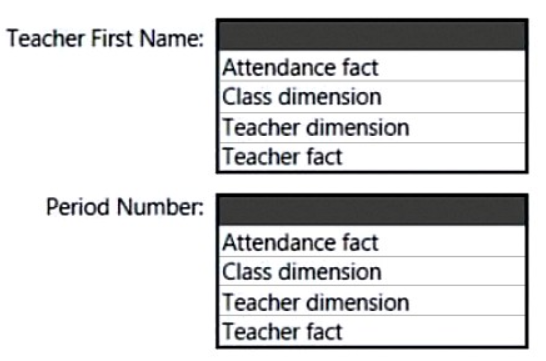 Teacher First Name:
Attendance fact
Class dimension
Teacher dimension
Teacher fact
Period Number:
Attendance fact
Class dimension
Teacher dimension
Teacher fact